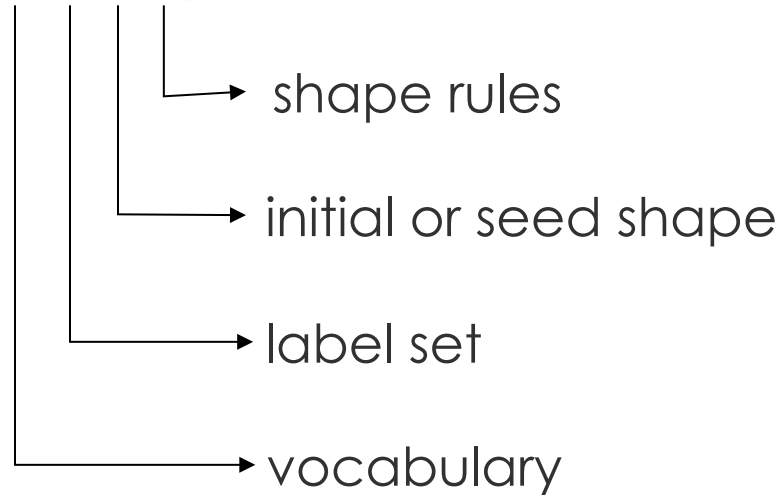 shape rules
initial or seed shape
label set
vocabulary